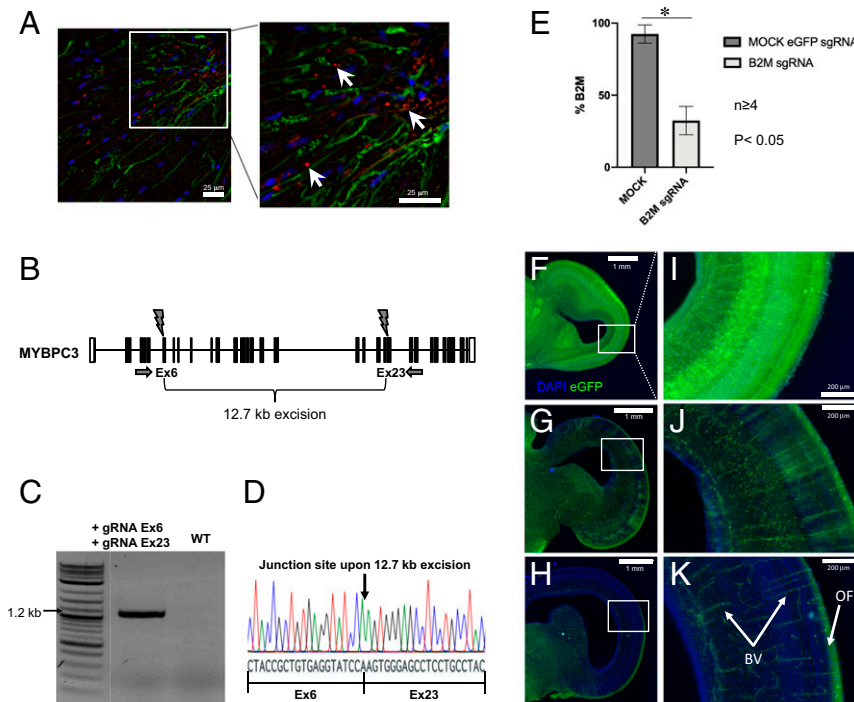 A
25 µm
25 µm
B
MYBPC3
Ex6
Ex23
12.7 kb excision
C
+ gRNA Ex6
+ gRNA Ex23
WT
1.2 kb
D
Junction site upon 12.7 kb excision
CTACCGCTGTGAGGTATCCAAGTGGGAGCCTCCTGCCTAC
Ex6
Ex23
E
% B2M
100
50
0
*
MOCK
B2M sgRNA
MOCK eGFP sgRNA
B2M sgRNA
n≥4
P< 0.05
F
1 mm
DAPI eGFP
I
200 µm
G
1 mm
J
200 µm
H
1 mm
K
200 µm
OF
BV